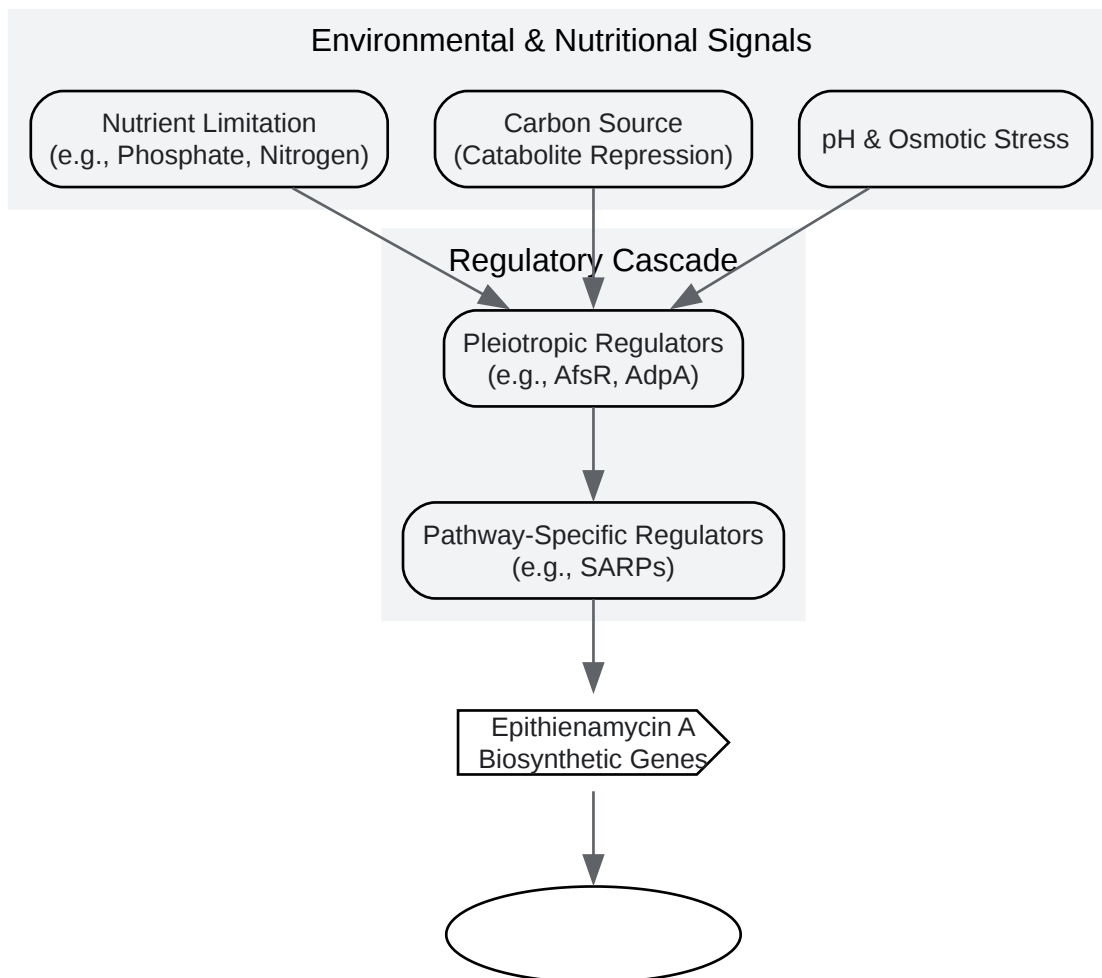 Environmental & Nutritional Signals
Nutrient Limitation
(e.g., Phosphate, Nitrogen)
Carbon Source
(Catabolite Repression)
pH & Osmotic Stress
Regulatory Cascade
Pleiotropic Regulators
(e.g., AfsR, AdpA)
Pathway-Specific Regulators
(e.g., SARPs)
Epithienamycin A
Biosynthetic Genes